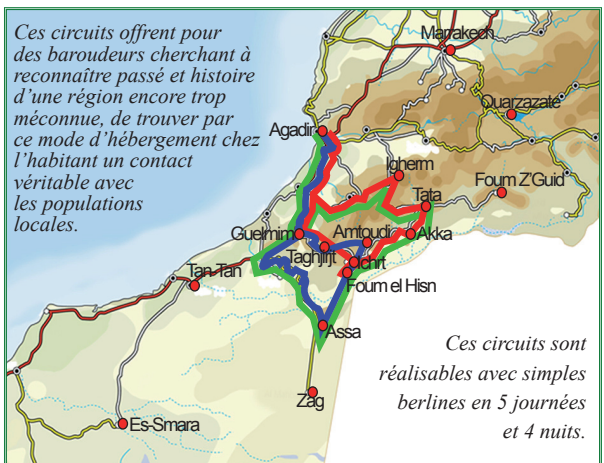 Ces circuits offrent pour
des baroudeurs cherchant à
reconnaître passé et histoire
d'une région encore trop
méconnue, de trouver par
ce mode d'hébergement chez
l'habitant un contact
véritable avec
les populations
locales.
Marrakech
Ouarzazate
Agadir
Igherm
Foum Z'Guid
Tata
Guelmim
Amtoudi
Akka
Taghjijt
Ichrt
Tan-Tan
Foum el Hisn
Assa
Ces circuits sont
réalisables avec simples
berlines en 5 journées
et 4 nuits.
Zag
Es-Smara